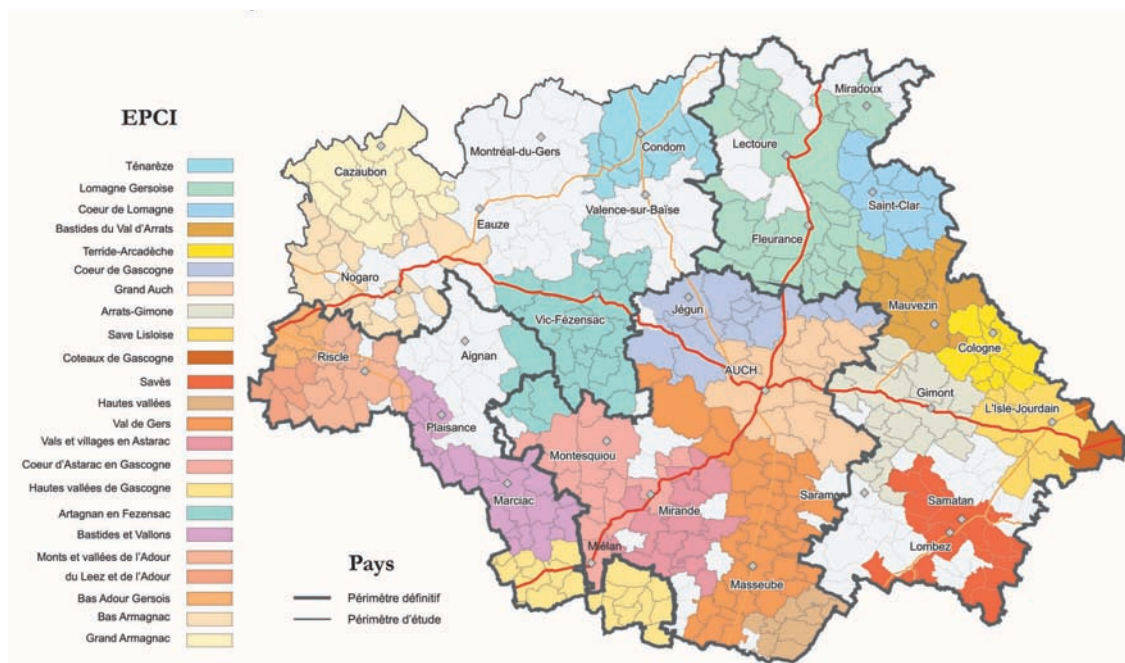 EPCI
Ténarèze
Lomagne Gersoise
Coeur de Lomagne
Bastides du Val d'Arrats
Terride-Arcadèche
Coeur de Gascogne
Grand Auch
Arrats-Gimone
Save Lisloise
Coteaux de Gascogne
Savès
Hautes vallées
Val de Gers
Vals et villages en Astarac
Coeur d'Astarac en Gascogne
Hautes vallées de Gascogne
Artagnan en Fezensac
Bastides et Vallons
Monts et vallées de l'Adour
du Leez et de l'Adour
Bas Adour Gersois
Bas Armagnac
Grand Armagnac
Pays
Périmètre définitif
Périmètre d'étude
Miradoux
Condom
Lectoure
Montréal-du-Gers
Cazaubon
Saint-Clar
Valence-sur-Baïse
Eauze
Fleurance
Nogaro
Jégun
Mauvezin
Vic-Fézensac
Cologne
Riscle
Aignan
AUCH
Gimont
L'Isle-Jourdain
Plaisance
Montesquiou
Marciac
Mirande
Saramon
Samatan
Lombez
Miélan
Masseube